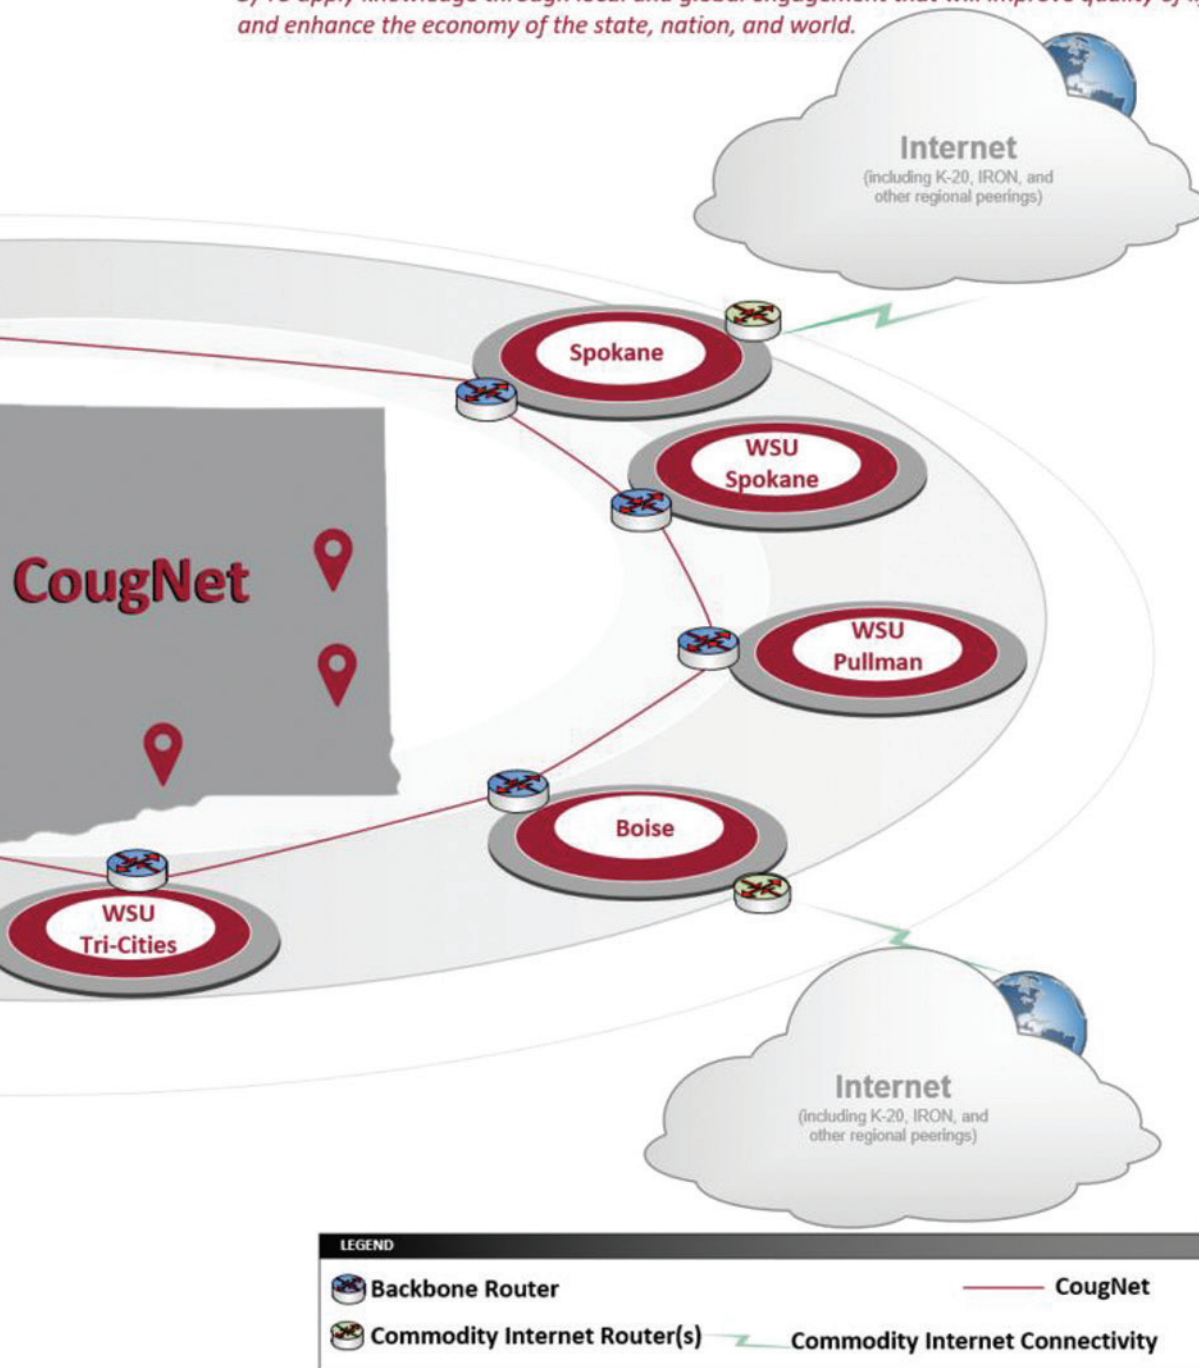 and enhance the economy of the state, nation, and world.
Internet
(including K-20, IRON, and
other regional peerings)
Spokane
WSU
Spokane
CougNet
WSU
Pullman
Boise
WSU
Tri-Cities
Internet
(including K-20, IRON, and
other regional peerings)
LEGEND
Backbone Router
CougNet
Commodity Internet Router(s)
Commodity Internet Connectivity